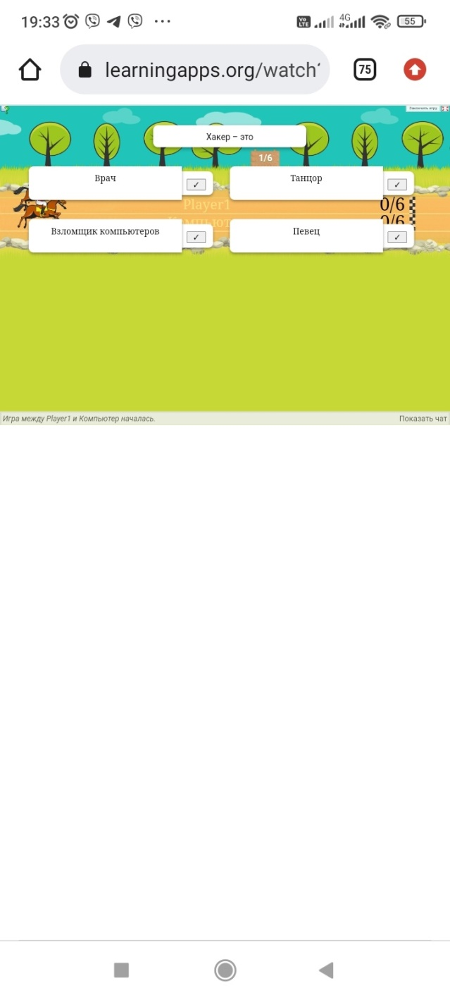 19:33
Vo LTE
4G
55
learningapps.org/watch
75
Закончить игру
Хакер – это
1/6
Врач
Танцор
Player1
0/6
Взломщик компьютеров
Певец
0/6
Игра между Player1 и Компьютер началась.
Показать чат